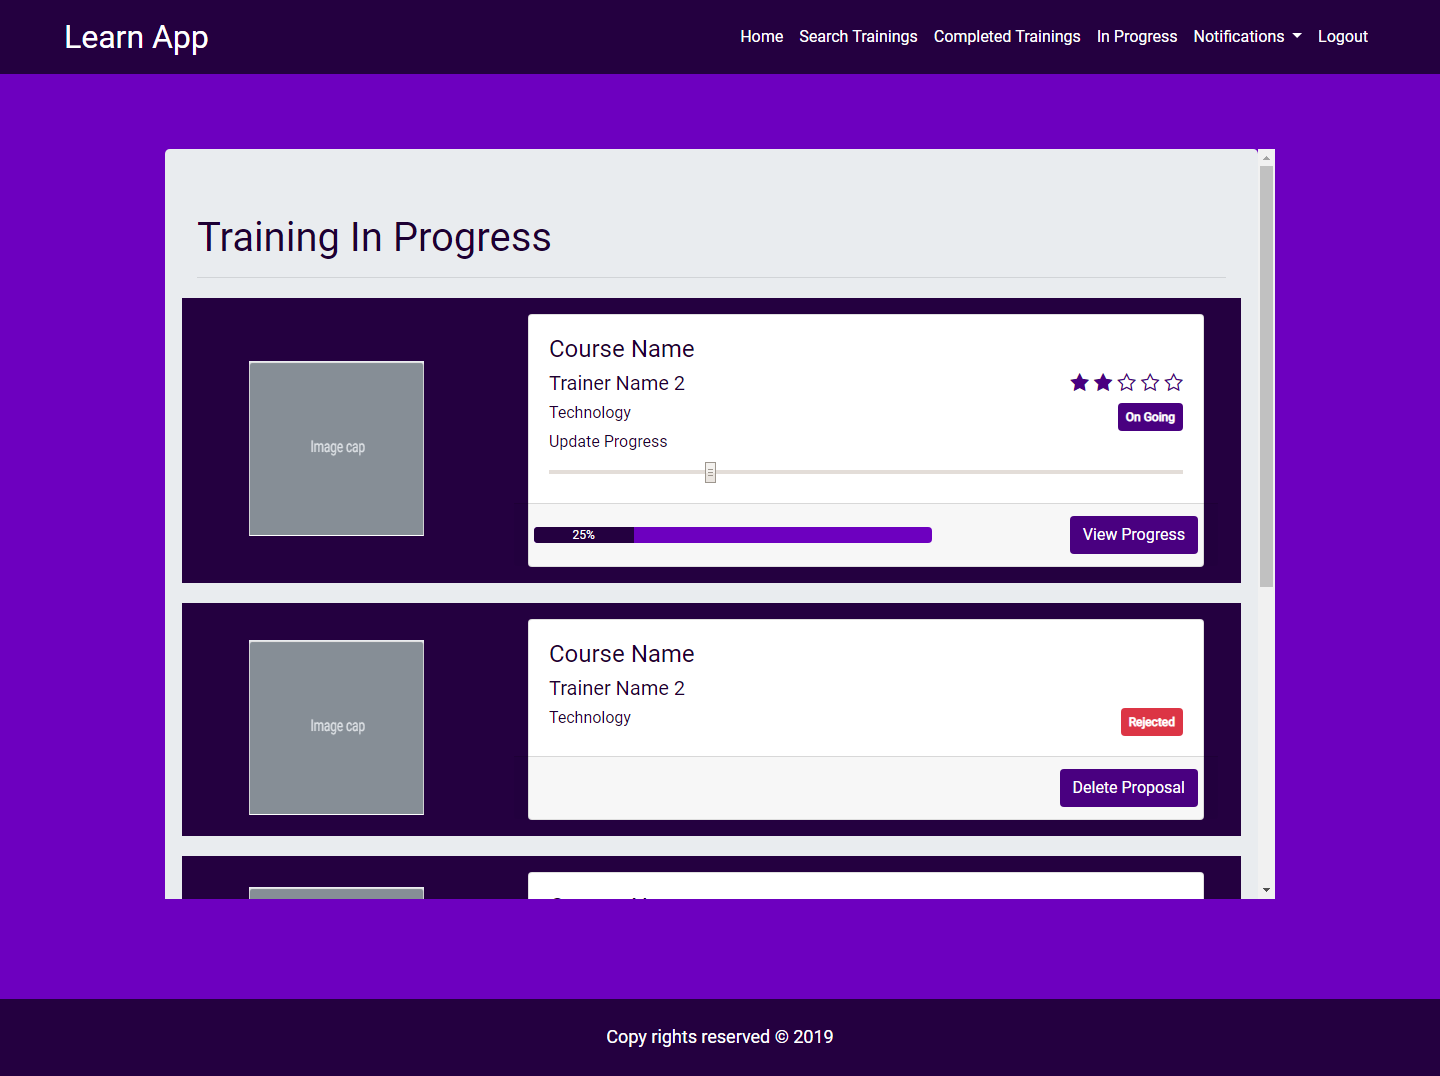 Learn App
Home Search Trainings Completed Trainings In Progress Notifications Logout
Training In Progress
Image cap
Course Name
Trainer Name 2
Technology
On Going
Update Progress
25%
View Progress
Image cap
Course Name
Trainer Name 2
Technology
Rejected
Delete Proposal
Copy rights reserved © 2019